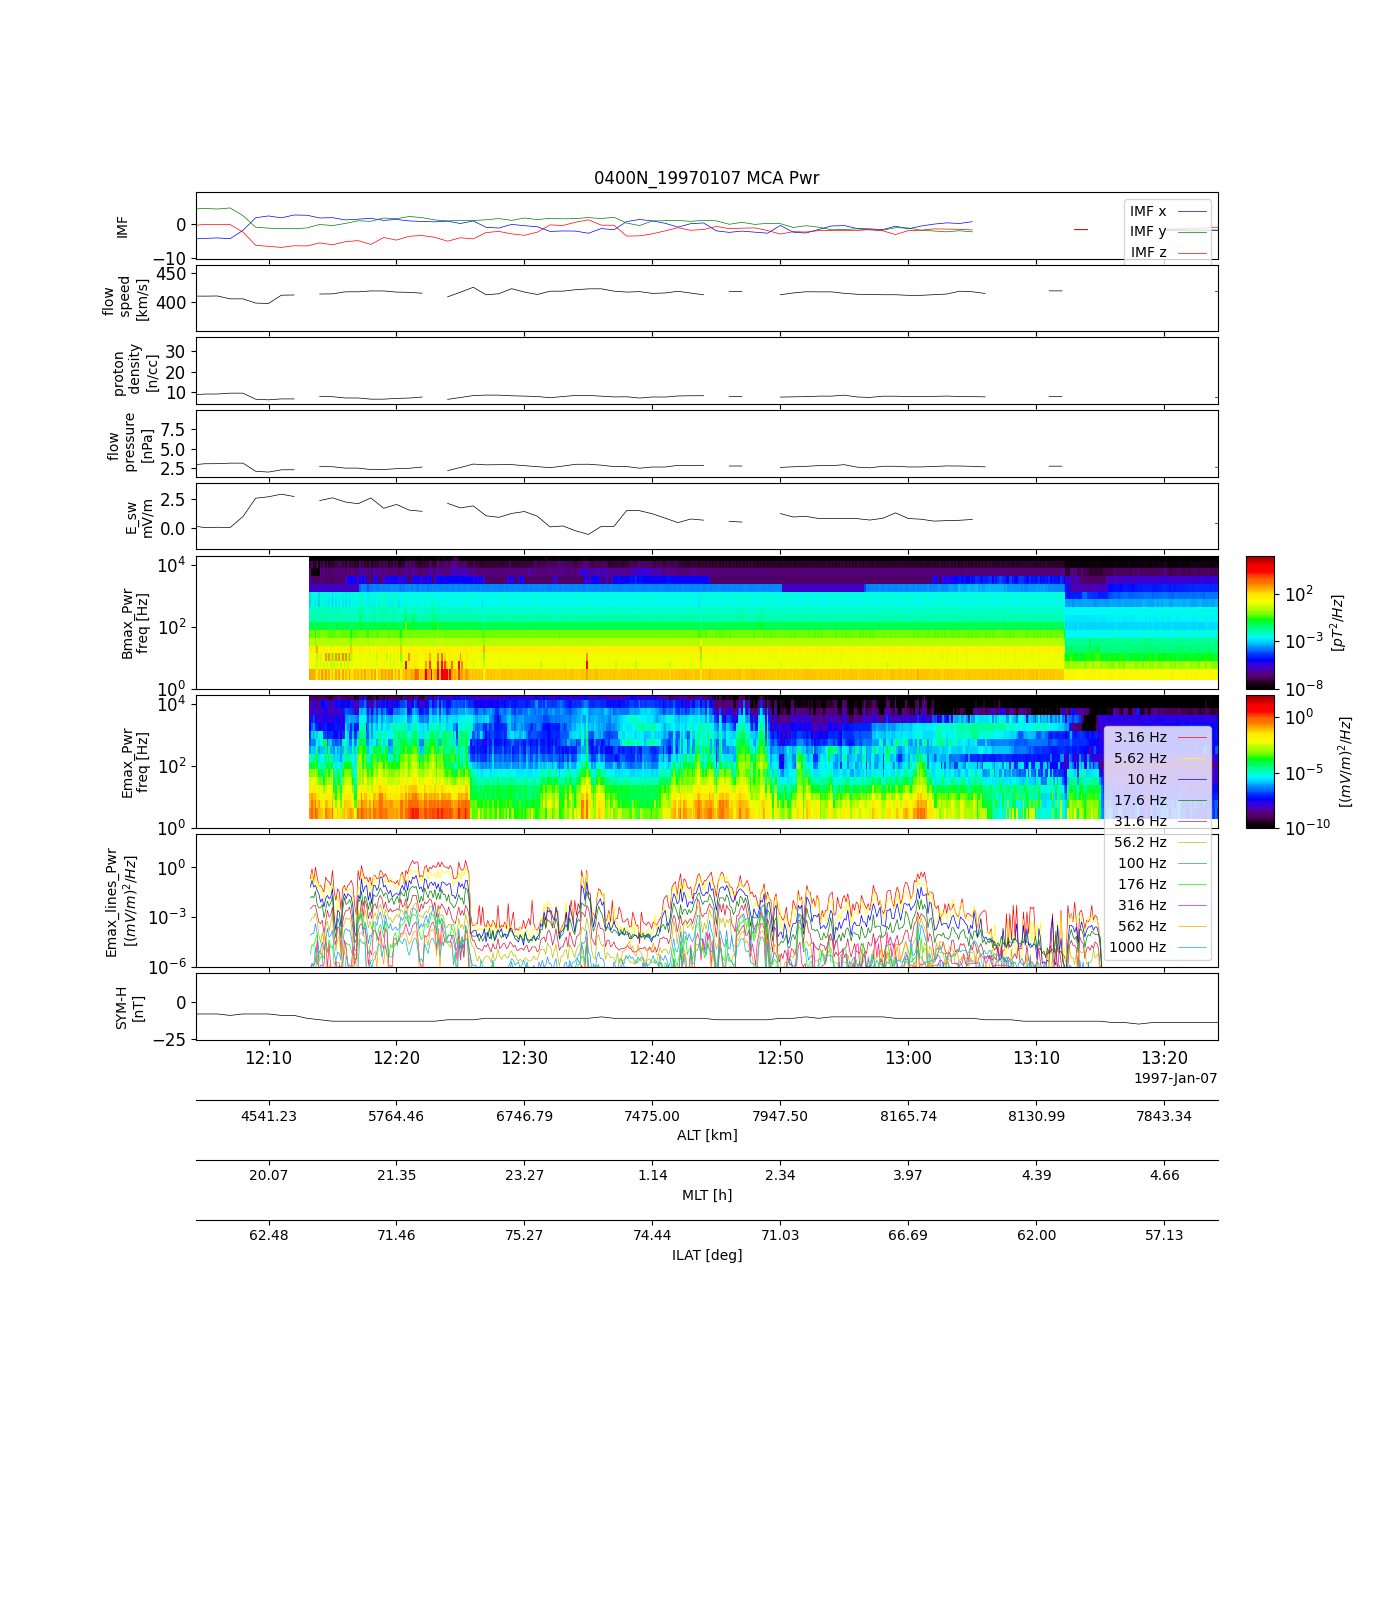 0400N_19970107 MCA Pwr
IMF
0
−10
IMF x
IMF y
IMF z
flow
speed
[km/s]
450
400
proton
density
[n/cc]
30
20
10
flow
pressure
[nPa]
7.5
5.0
2.5
E_sw
mV/m
2.5
0.0
Bmax_Pwr
freq [Hz]
10^4
10^2
10^0
10^2
10^−3
10^−8
[pT^2/Hz]
Emax_Pwr
freq [Hz]
10^4
10^2
10^0
10^0
10^−5
10^−10
[(mV/m)^2/Hz]
3.16 Hz
5.62 Hz
10 Hz
17.6 Hz
31.6 Hz
56.2 Hz
100 Hz
176 Hz
316 Hz
562 Hz
1000 Hz
Emax_lines_Pwr
[(mV/m)^2/Hz]
10^0
10^−3
10^−6
SYM-H
[nT]
0
−25
12:10 12:20 12:30 12:40 12:50 13:00 13:10 13:20
1997-Jan-07
4541.23 5764.46 6746.79 7475.00 7947.50 8165.74 8130.99 7843.34
ALT [km]
20.07 21.35 23.27 1.14 2.34 3.97 4.39 4.66
MLT [h]
62.48 71.46 75.27 74.44 71.03 66.69 62.00 57.13
ILAT [deg]